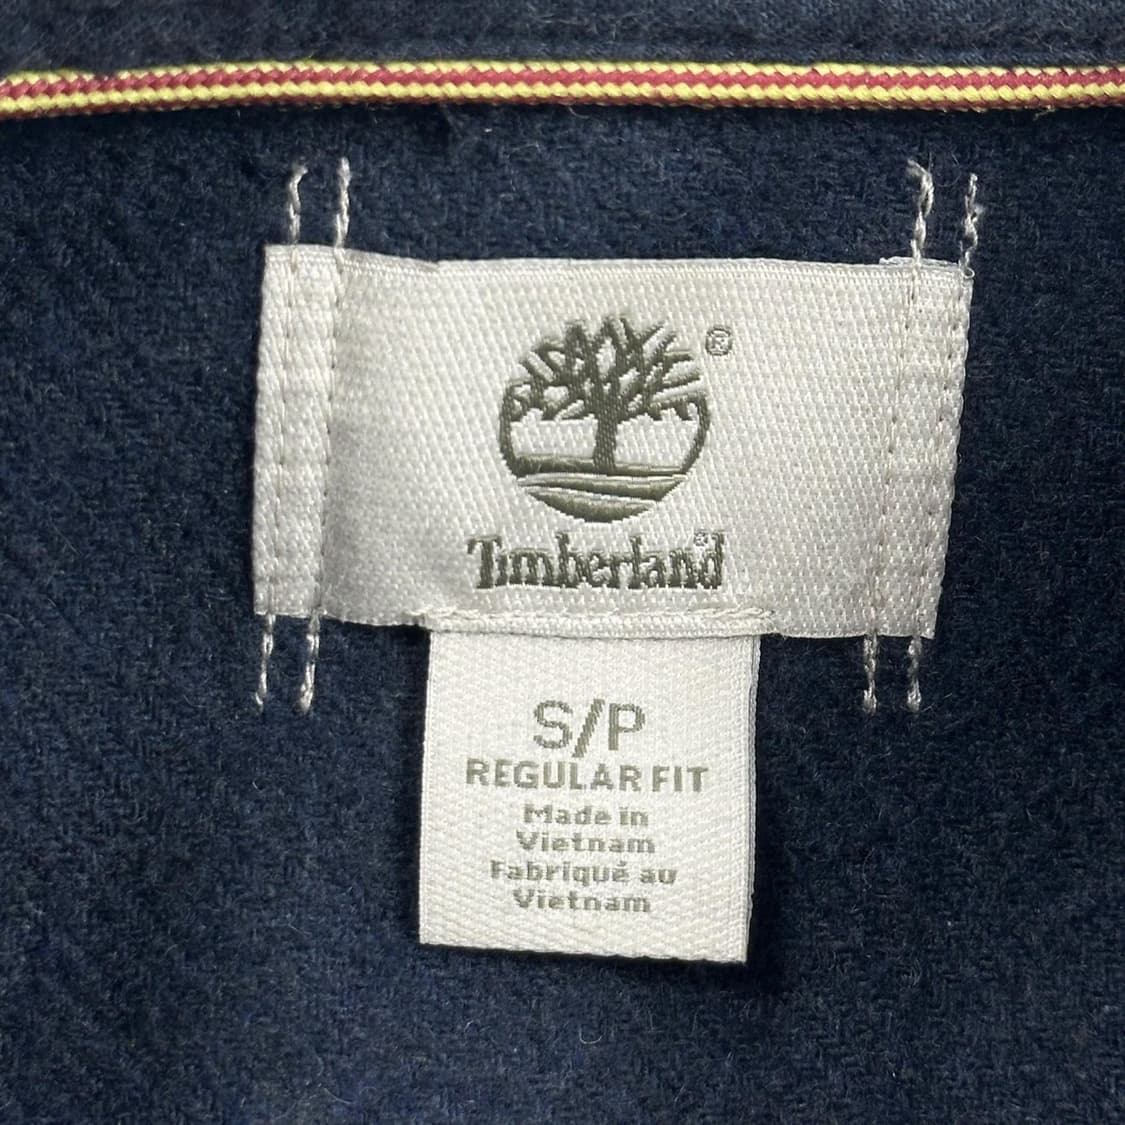 ®
Timberland®
S/P
REGULAR FIT
Made in
Vietnam
Fabriqué au
Vietnam